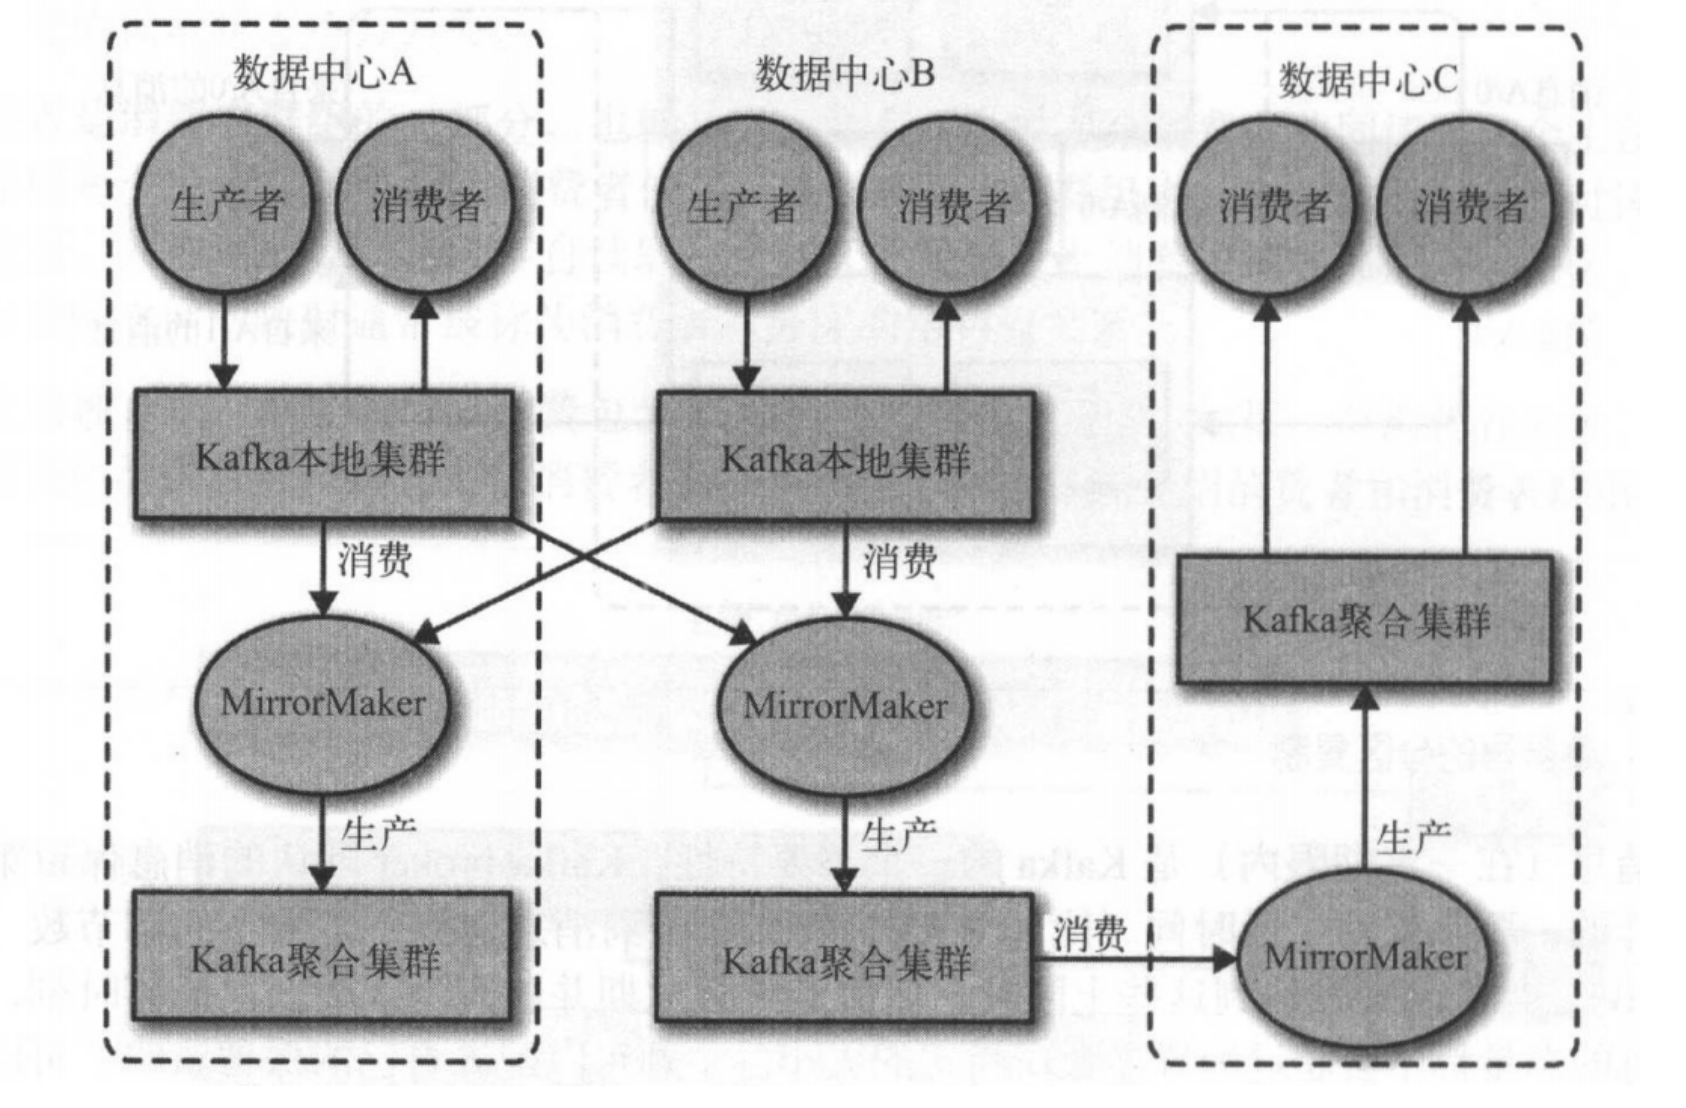 数据中心A
数据中心B
数据中心C
生产者
消费者
生产者
消费者
消费者
消费者
Kafka本地集群
Kafka本地集群
消费
消费
Kafka聚合集群
MirrorMaker
MirrorMaker
生产
生产
生产
Kafka聚合集群
Kafka聚合集群
消费
MirrorMaker